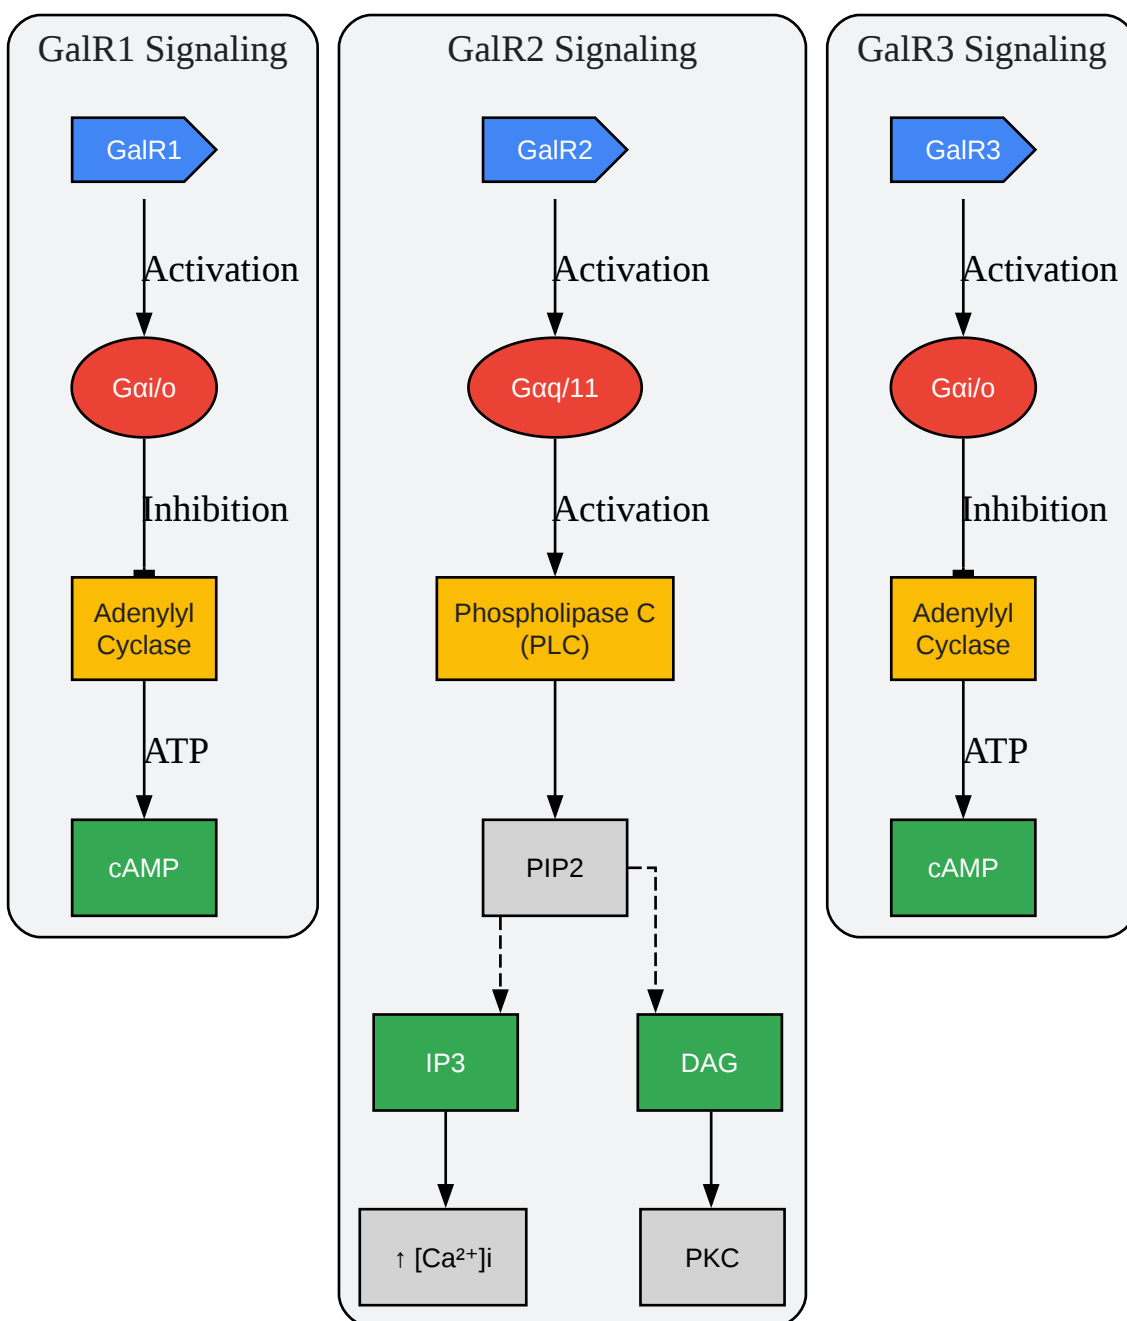 GalR1 Signaling
GalR1
Activation
Gαi/o
Inhibition
Adenylyl
Cyclase
ATP
cAMP
GalR2 Signaling
GalR2
Activation
Gαq/11
Activation
Phospholipase C
(PLC)
PIP2
IP3
DAG
↑ [Ca²⁺]i
PKC
GalR3 Signaling
GalR3
Activation
Gαi/o
Inhibition
Adenylyl
Cyclase
ATP
cAMP